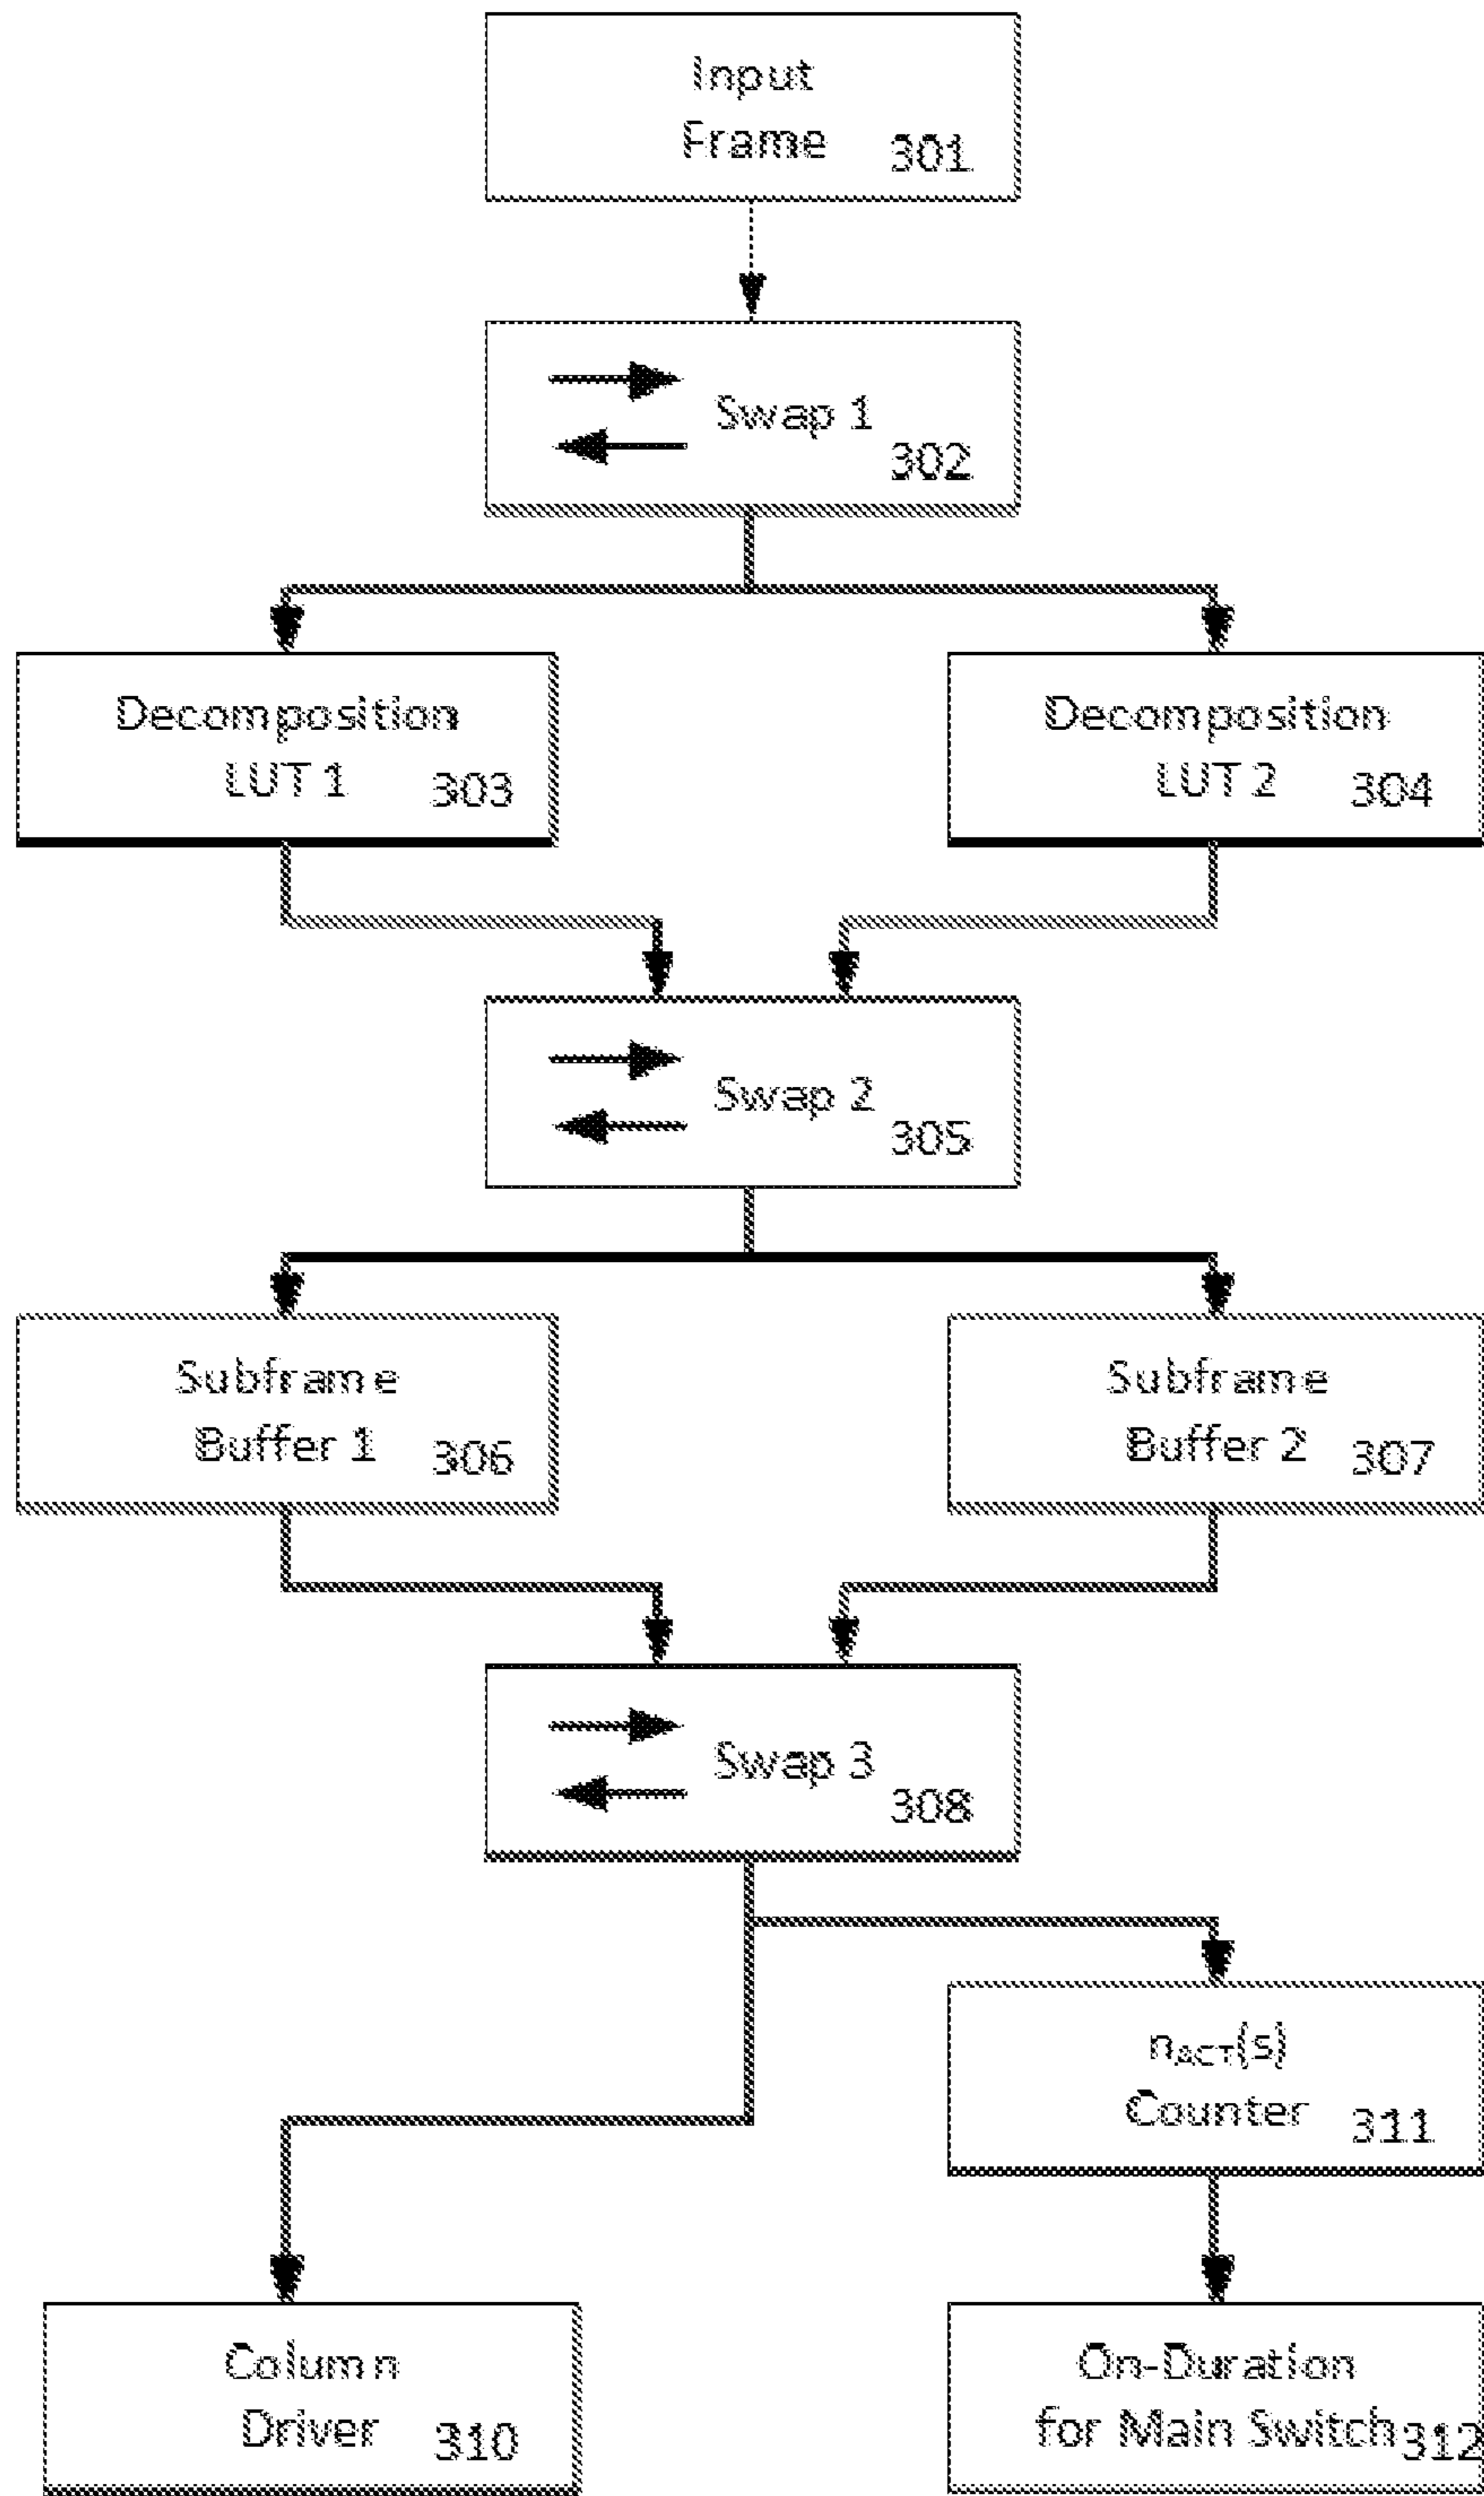 Input
Frame 301
Swap 1
302
Decomposition
LUT 1 303
Decomposition
LUT 2 304
Swap 2
305
Subframe
Buffer 1 306
Subframe
Buffer 2 307
Swap 3
308
nACT(s)
Counter 311
Column
Driver 310
On-Duration
for Main Switch 312